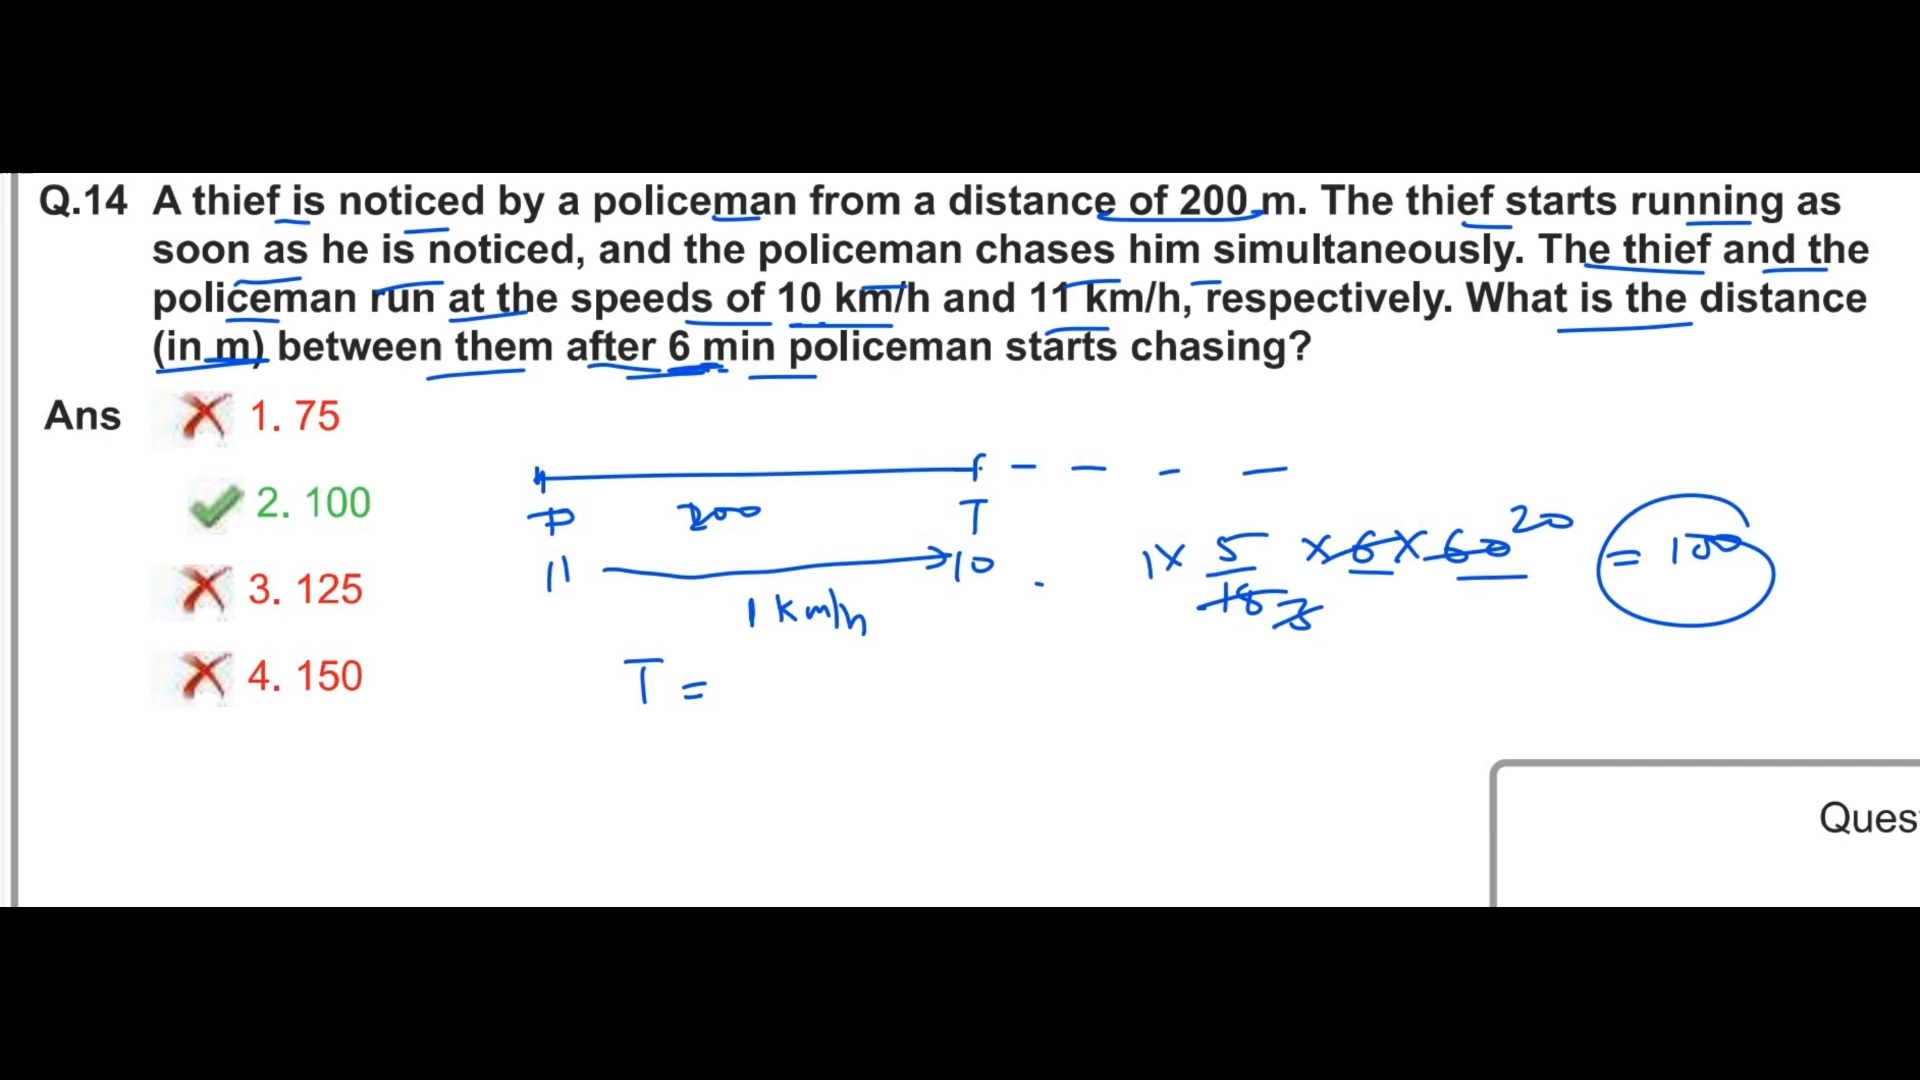 Q.14 A thief is noticed by a policeman from a distance of 200 m. The thief starts running as
soon as he is noticed, and the policeman chases him simultaneously. The thief and the
policeman run at the speeds of 10 km/h and 11 km/h, respectively. What is the distance
(in m) between them after 6 min policeman starts chasing?
Ans 1. 75
2. 100
3. 125
4. 150
P 200 T
11 10
1 km/h
T =
1 × 5/18 3 × 6 × 60 20 = 100
Ques